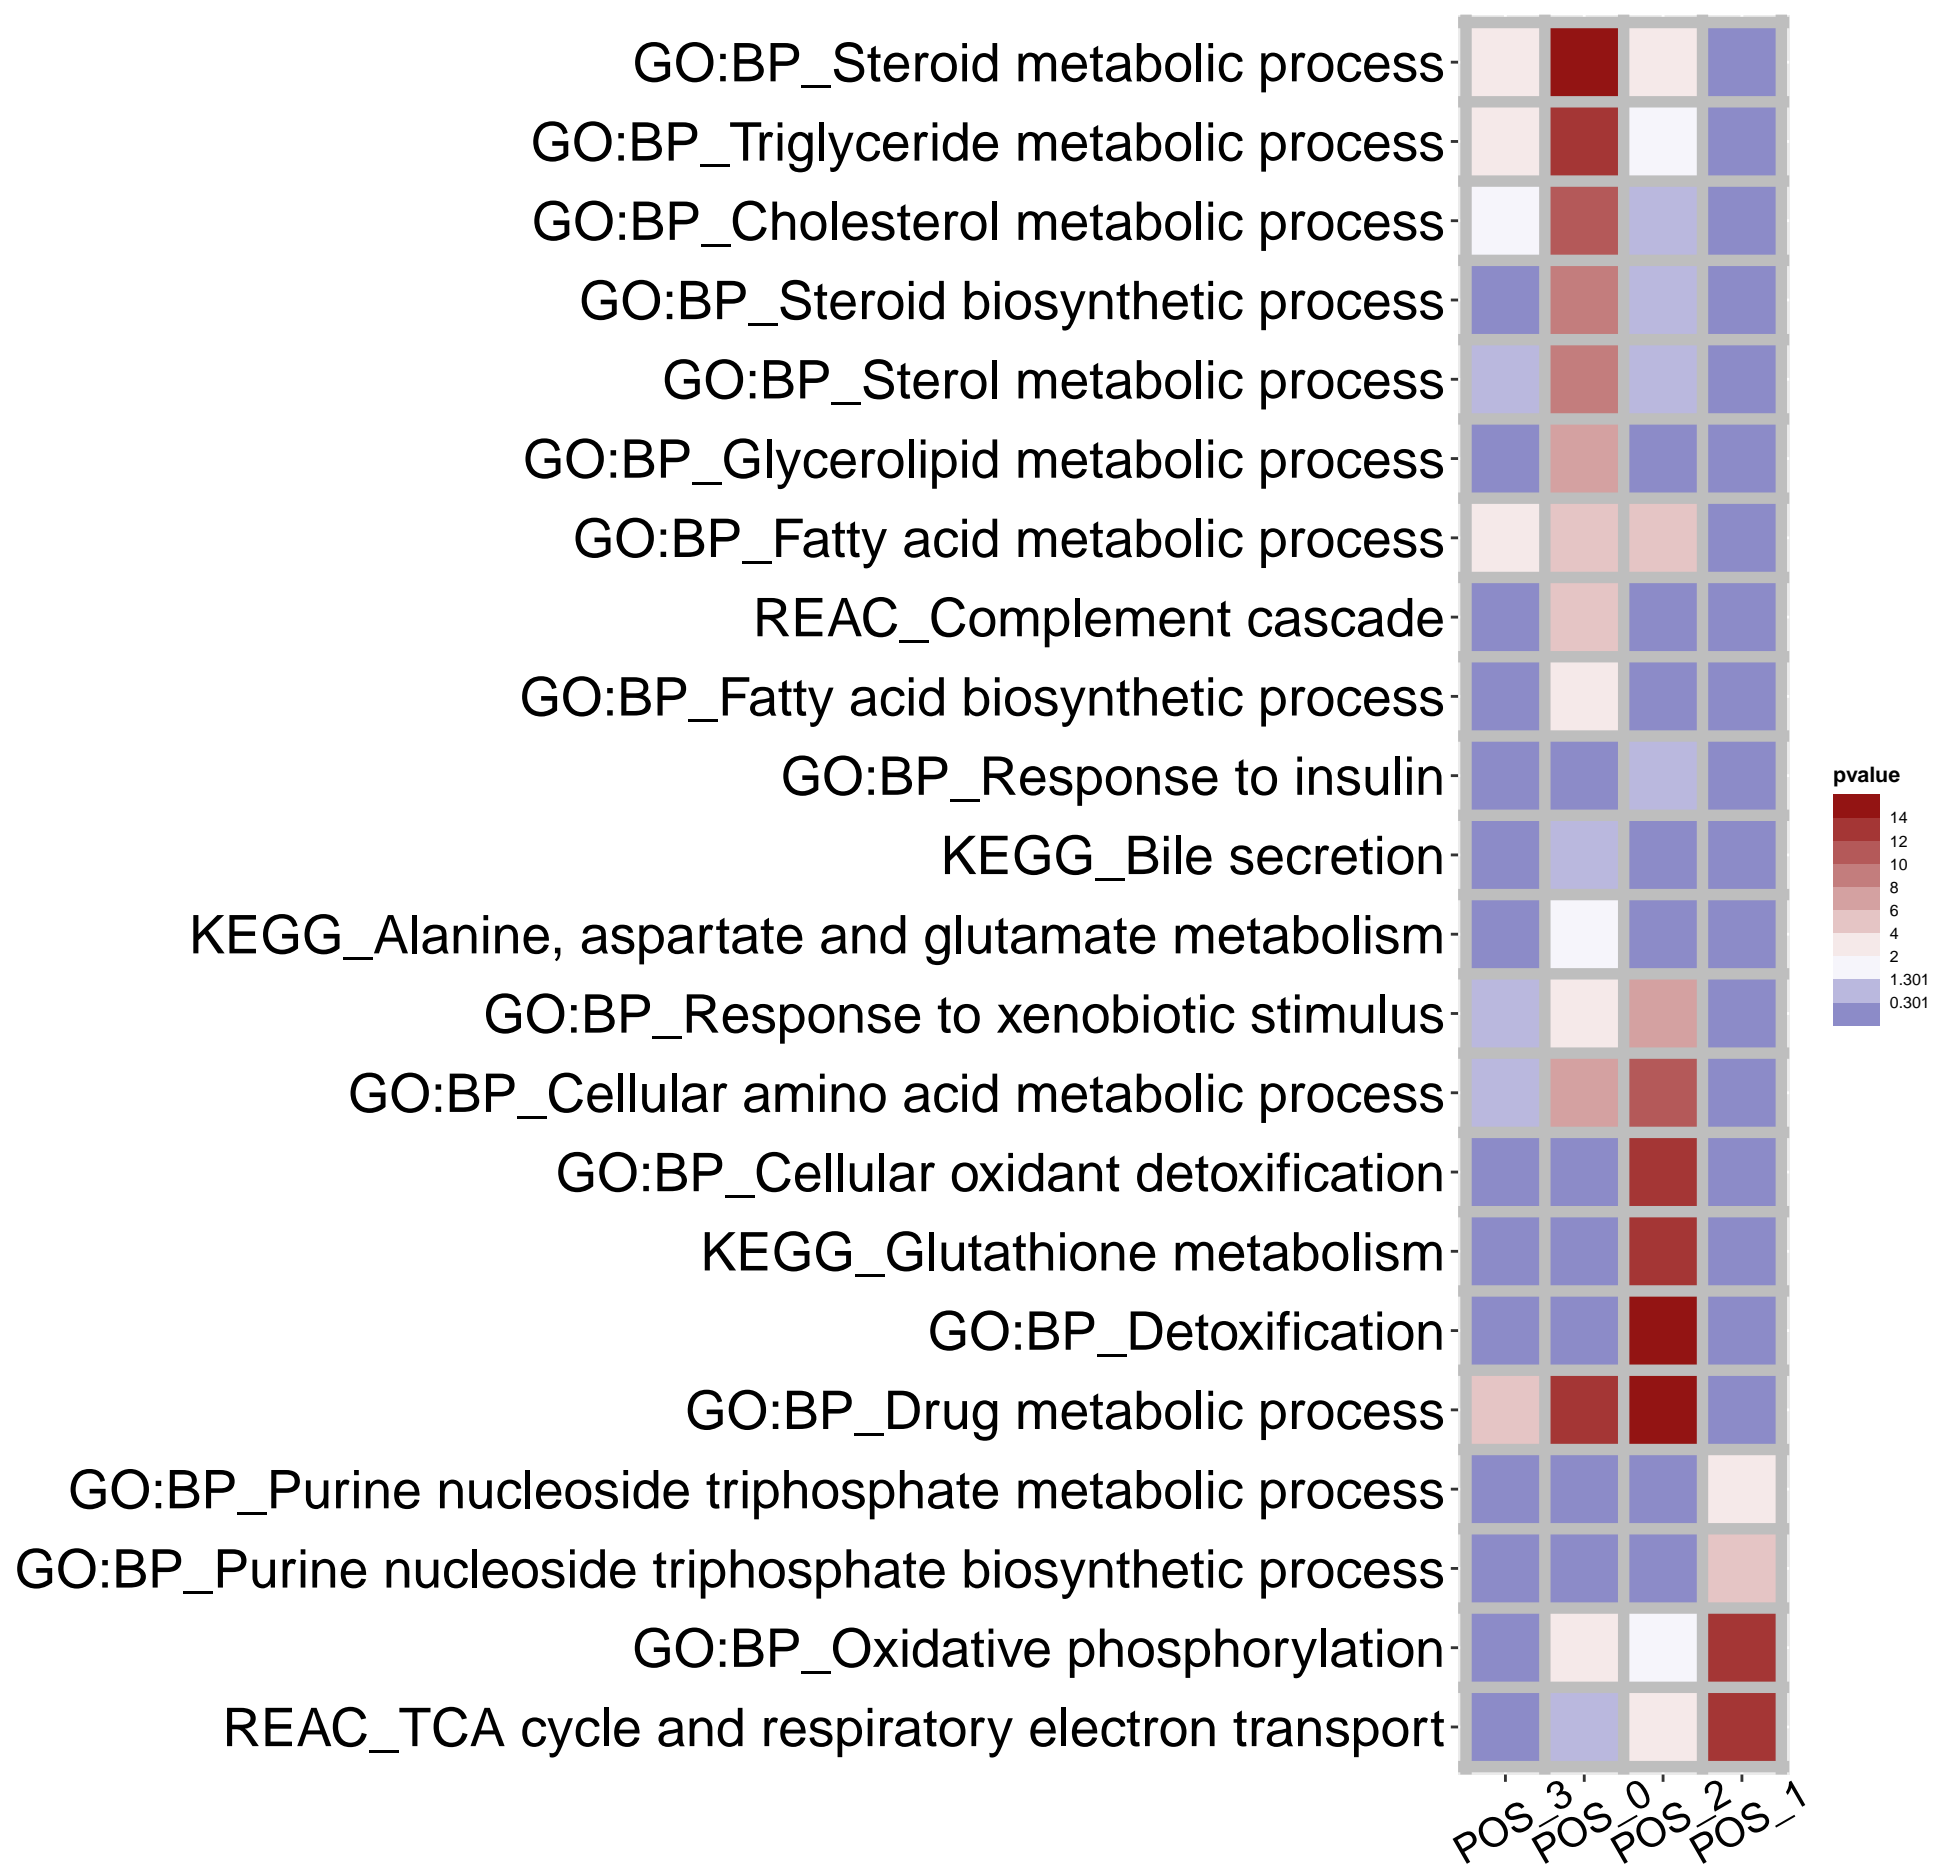 GO:BP_Steroid metabolic process
GO:BP_Triglyceride metabolic process
GO:BP_Cholesterol metabolic process
GO:BP_Steroid biosynthetic process
GO:BP_Sterol metabolic process
GO:BP_Glycerolipid metabolic process
GO:BP_Fatty acid metabolic process
REAC_Complement cascade
GO:BP_Fatty acid biosynthetic process
GO:BP_Response to insulin
KEGG_Bile secretion
KEGG_Alanine, aspartate and glutamate metabolism
GO:BP_Response to xenobiotic stimulus
GO:BP_Cellular amino acid metabolic process
GO:BP_Cellular oxidant detoxification
KEGG_Glutathione metabolism
GO:BP_Detoxification
GO:BP_Drug metabolic process
GO:BP_Purine nucleoside triphosphate metabolic process
GO:BP_Purine nucleoside triphosphate biosynthetic process
GO:BP_Oxidative phosphorylation
REAC_TCA cycle and respiratory electron transport
POS_3
POS_0
POS_2
POS_1
pvalue
14
12
10
8
6
4
2
1.301
0.301